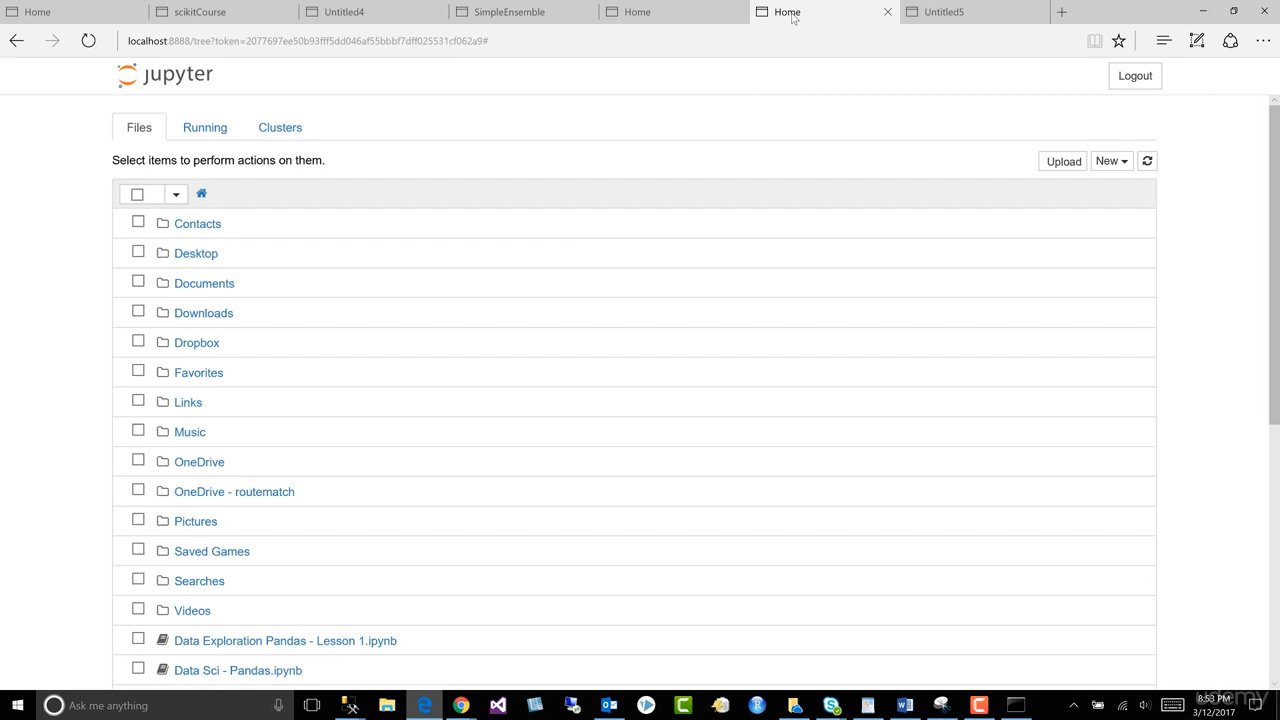 Home
scikitCourse
Untitled4
SimpleEnsemble
Home
Home
Untitled5
localhost:8888/tree?token=2077697ee50b93fff5dd046af55bbbf7dff025531cf062a9#
jupyter
Logout
Files
Running
Clusters
Select items to perform actions on them.
Upload
New
Contacts
Desktop
Documents
Downloads
Dropbox
Favorites
Links
Music
OneDrive
OneDrive - routematch
Pictures
Saved Games
Searches
Videos
Data Exploration Pandas - Lesson 1.ipynb
Data Sci - Pandas.ipynb
Ask me anything
8:53 PM
3/12/2017
udemy